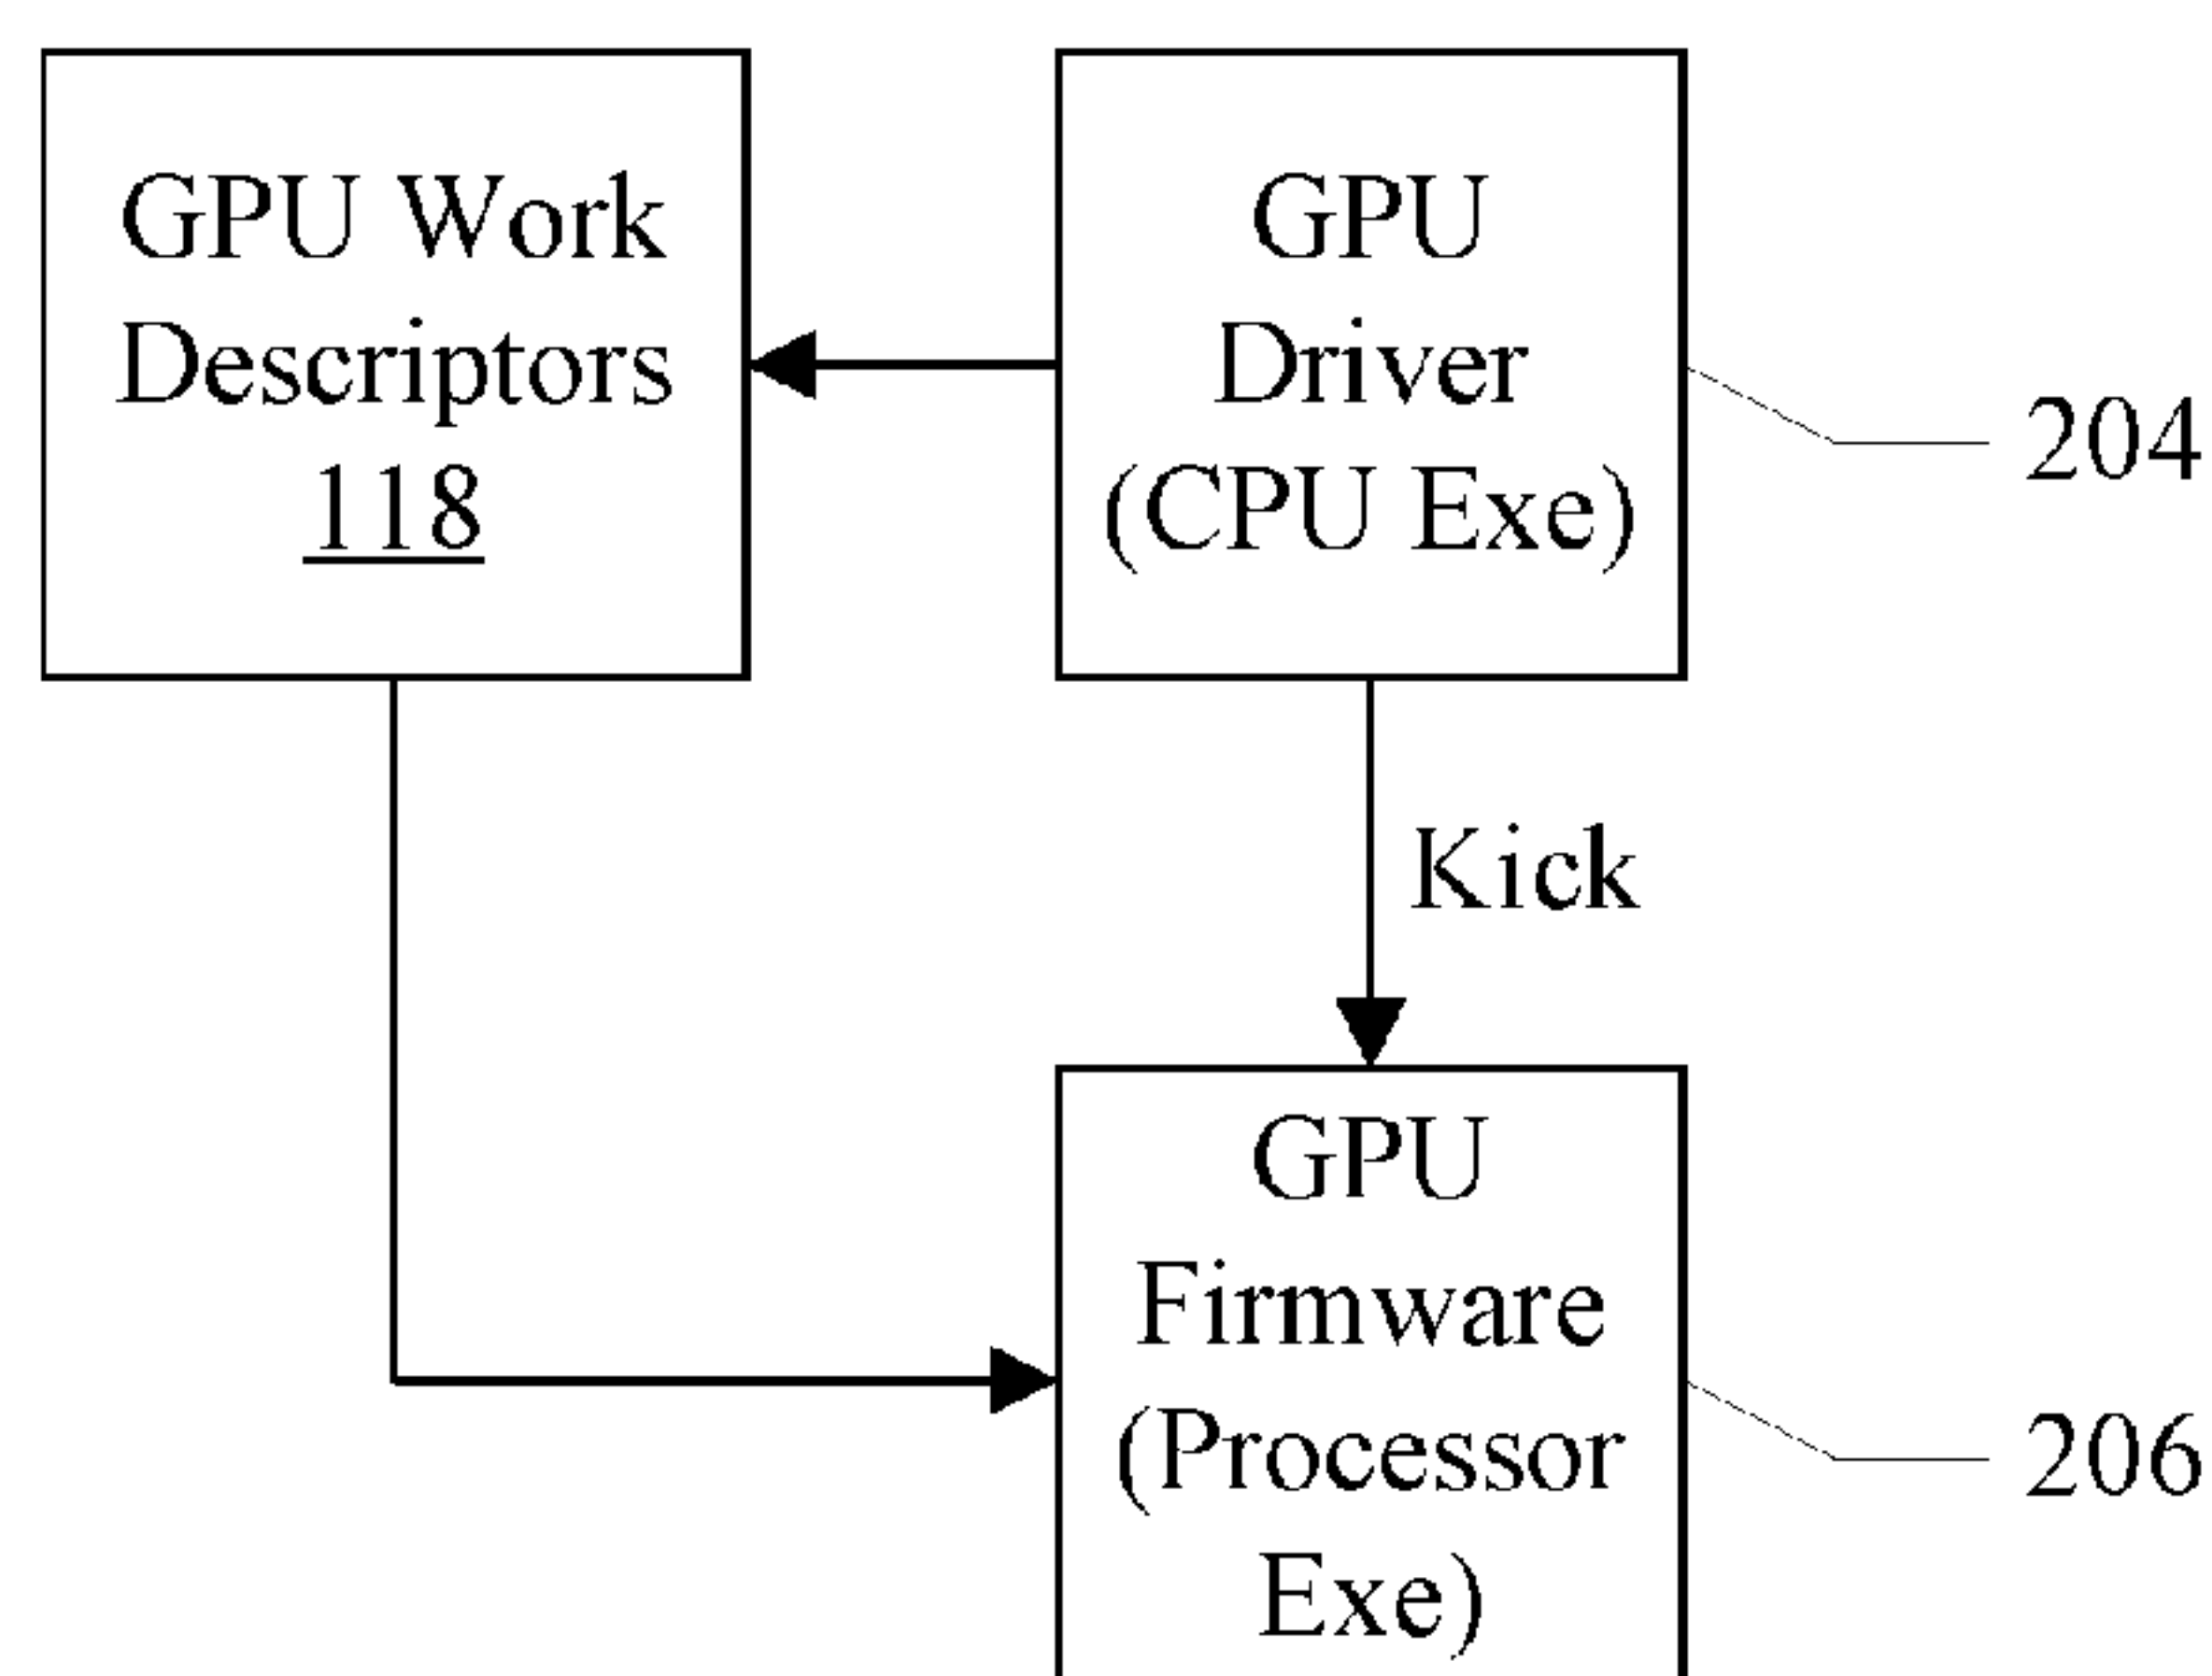 GPU Work
Descriptors
118
GPU
Driver
(CPU Exe)
204
Kick
GPU
Firmware
(Processor
Exe)
206